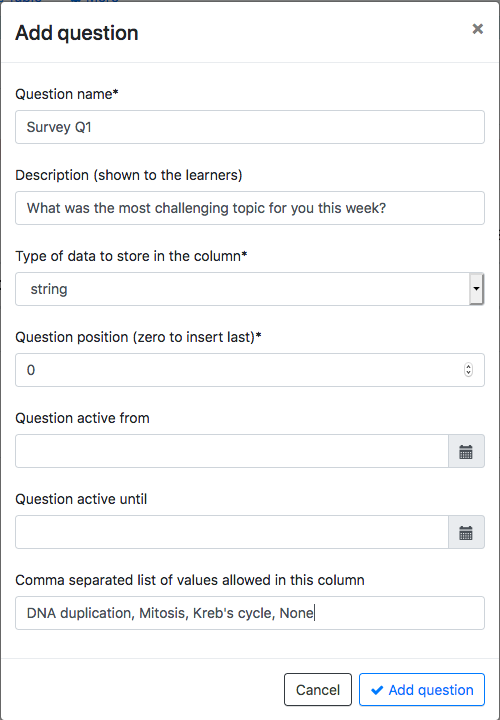 Add question
×
Question name*
Survey Q1
Description (shown to the learners)
What was the most challenging topic for you this week?
Type of data to store in the column*
string
Question position (zero to insert last)*
0
Question active from
Question active until
Comma separated list of values allowed in this column
DNA duplication, Mitosis, Kreb's cycle, None
Cancel
Add question